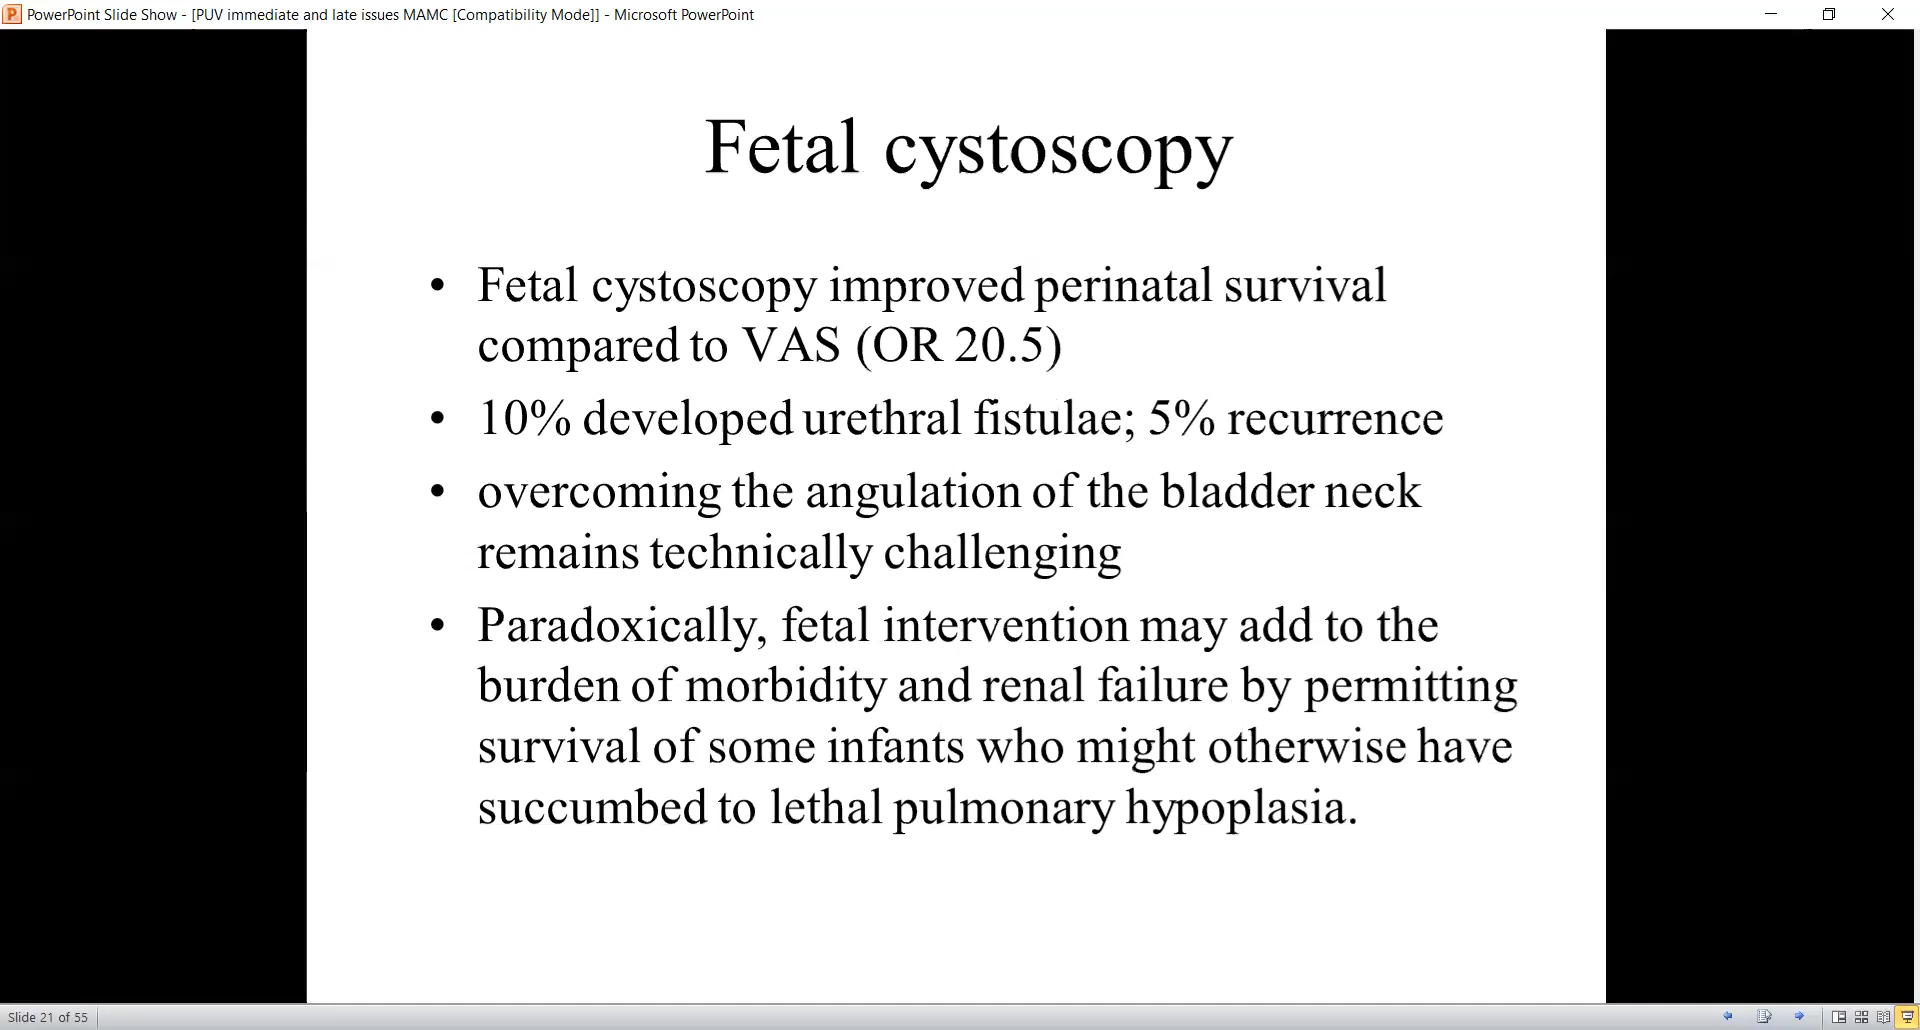 PowerPoint Slide Show - [PUV immediate and late issues MAMC [Compatibility Mode]] - Microsoft PowerPoint
Fetal cystoscopy
• Fetal cystoscopy improved perinatal survival
compared to VAS (OR 20.5)
• 10% developed urethral fistulae; 5% recurrence
• overcoming the angulation of the bladder neck
remains technically challenging
• Paradoxically, fetal intervention may add to the
burden of morbidity and renal failure by permitting
survival of some infants who might otherwise have
succumbed to lethal pulmonary hypoplasia.
Slide 21 of 55